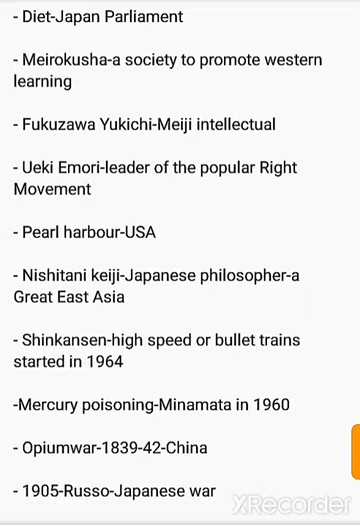 - Diet-Japan Parliament
- Meirokusha-a society to promote western
learning
- Fukuzawa Yukichi-Meiji intellectual
- Ueki Emori-leader of the popular Right
Movement
- Pearl harbour-USA
- Nishitani keiji-Japanese philosopher-a
Great East Asia
- Shinkansen-high speed or bullet trains
started in 1964
-Mercury poisoning-Minamata in 1960
- Opiumwar-1839-42-China
- 1905-Russo-Japanese war
XRecorder